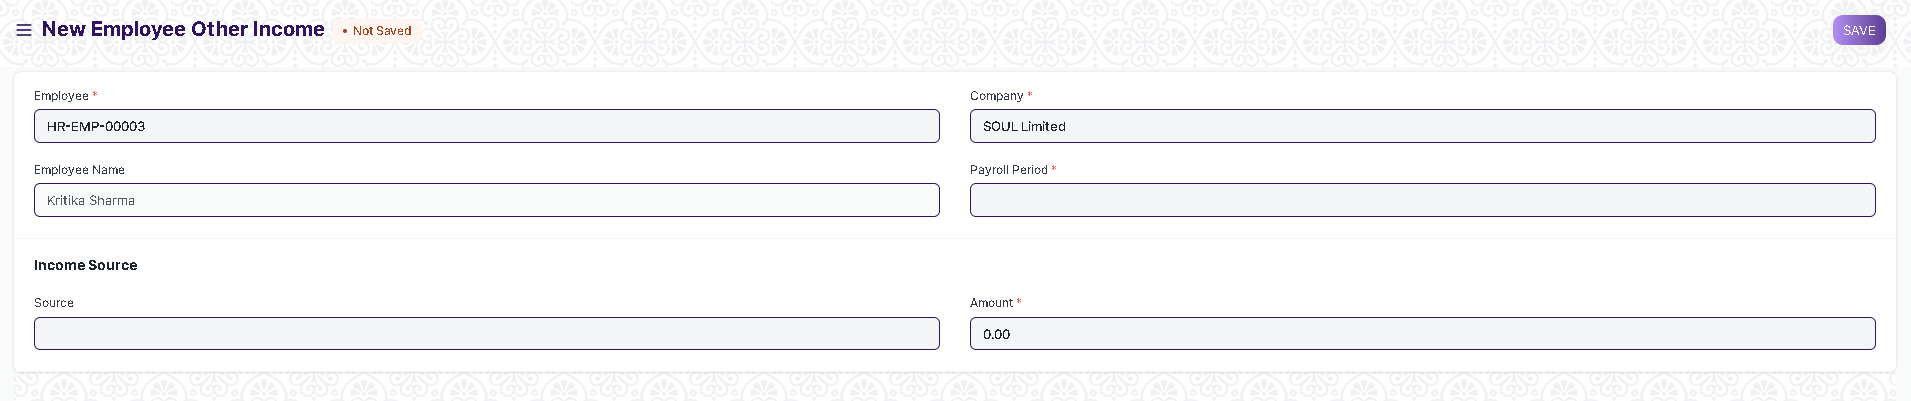 New Employee Other Income • Not Saved SAVE
Employee * Company *
HR-EMP-00003 SOUL Limited
Employee Name Payroll Period *
Kritika Sharma
Income Source
Source Amount *
0.00